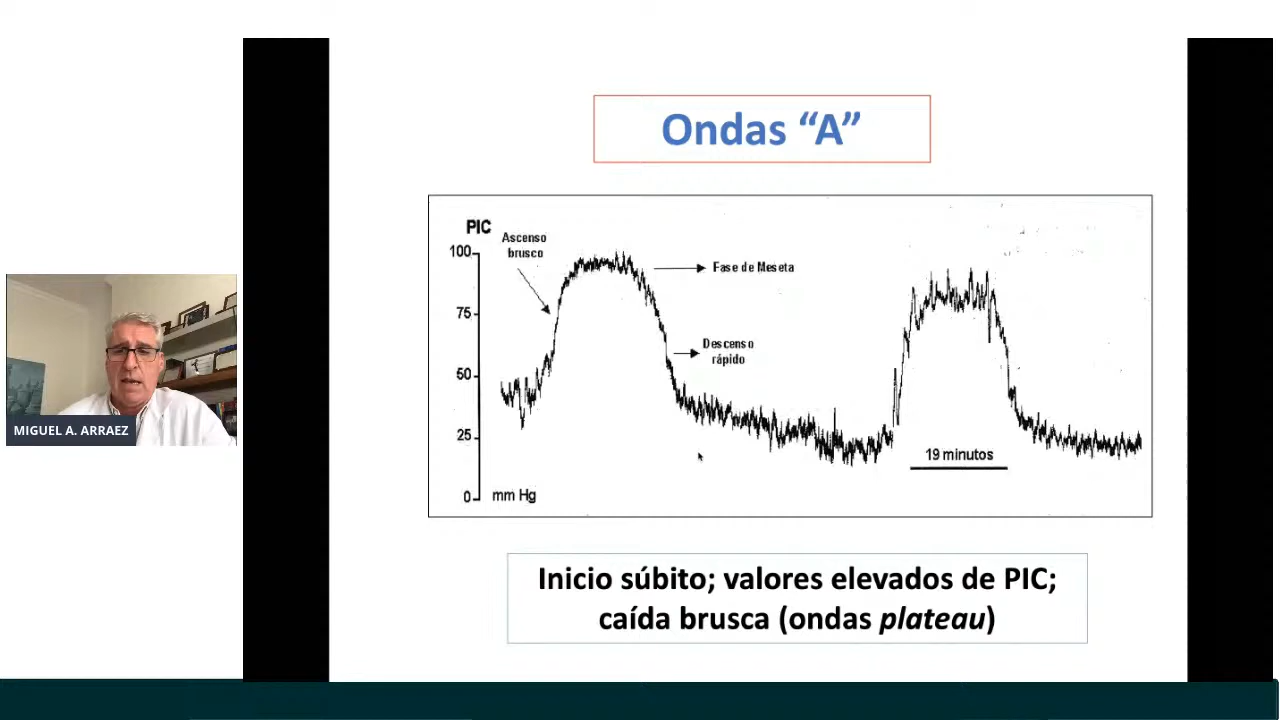 Ondas “A”
PIC
Ascenso
brusco
100
Fase de Meseta
75
Descenso
rápido
50
25
19 minutos
0
mm Hg
MIGUEL A. ARRAEZ
Inicio súbito; valores elevados de PIC;
caída brusca (ondas plateau)